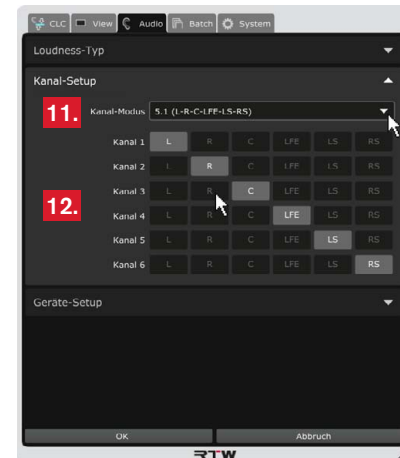 CLC View Audio Batch System
Loudness-Typ
Kanal-Setup
11. Kanal-Modus 5.1 (L-R-C-LFE-LS-RS)
Kanal 1 L R C LFE LS RS
Kanal 2 L R C LFE LS RS
12. Kanal 3 L R C LFE LS RS
Kanal 4 L R C LFE LS RS
Kanal 5 L R C LFE LS RS
Kanal 6 L R C LFE LS RS
Geräte-Setup
OK Abbruch
RTW